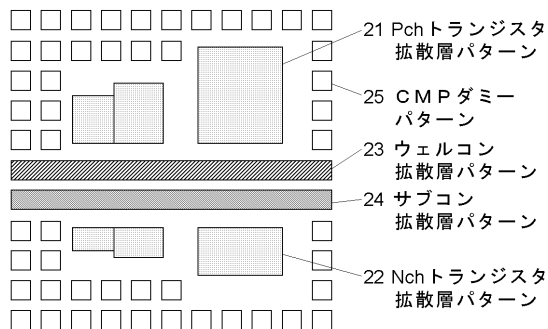 21 Pchトランジスタ
拡散層パターン
25 ＣＭＰダミー
パターン
23 ウェルコン
拡散層パターン
24 サブコン
拡散層パターン
22 Nchトランジスタ
拡散層パターン